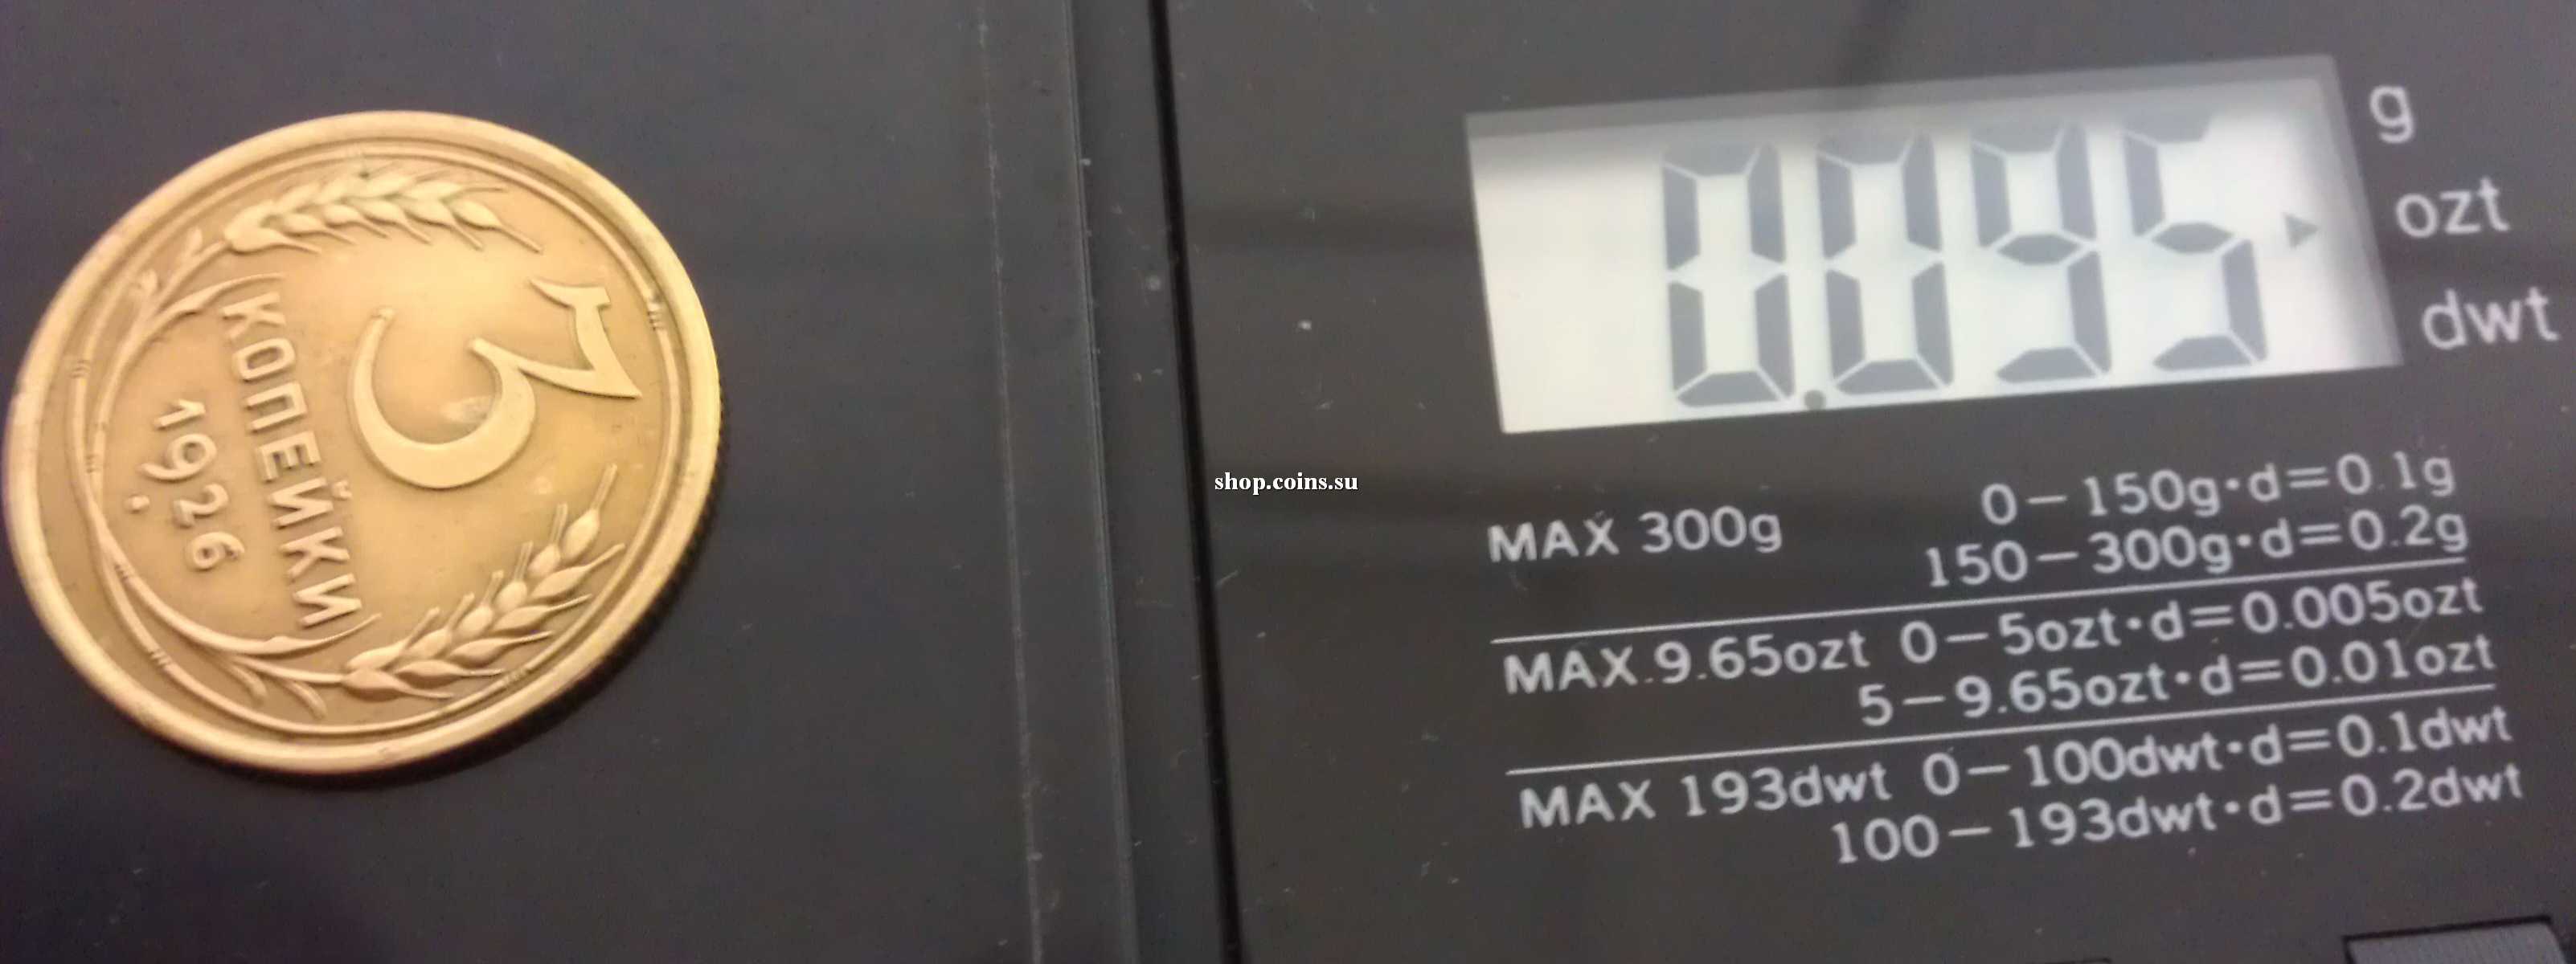 3
КОПЕЙКИ
1926
0.095
g
ozt
dwt
shop.coins.su
MAX 300g 0-150g·d=0.1g
150-300g·d=0.2g
MAX.9.65ozt 0-5ozt·d=0.005ozt
5-9.65ozt·d=0.01ozt
MAX 193dwt 0-100dwt·d=0.1dwt
100-193dwt·d=0.2dwt